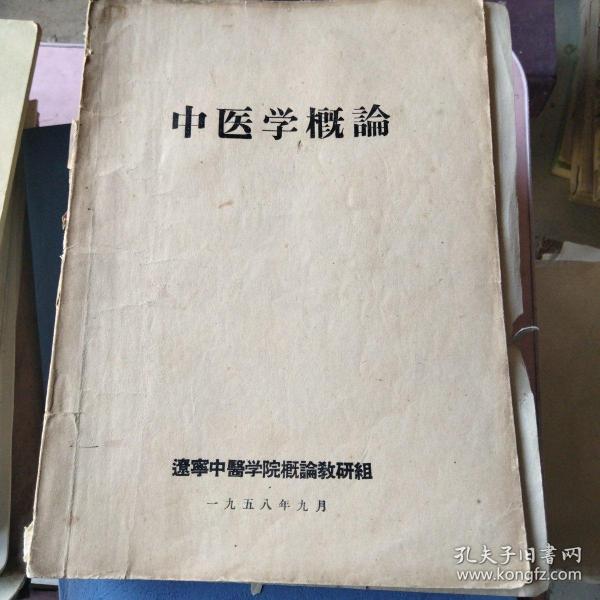 中医学概論
遼寧中醫学院概論教研組
一九五八年九月
孔夫子旧书网
www.kongfz.com